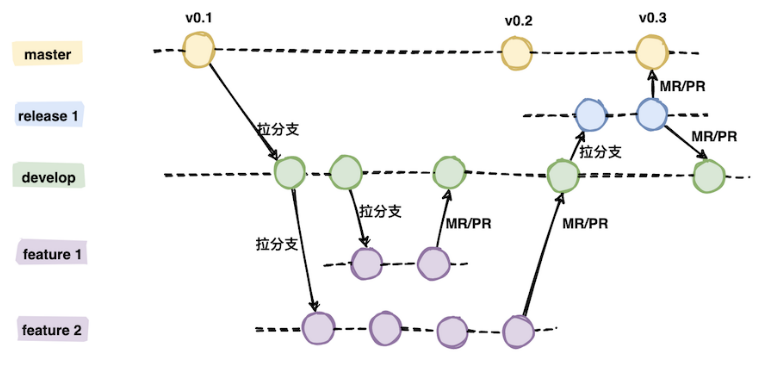 v0.1
v0.2
v0.3
master
MR/PR
release 1
拉分支
MR/PR
拉分支
develop
拉分支
MR/PR
MR/PR
拉分支
feature 1
feature 2